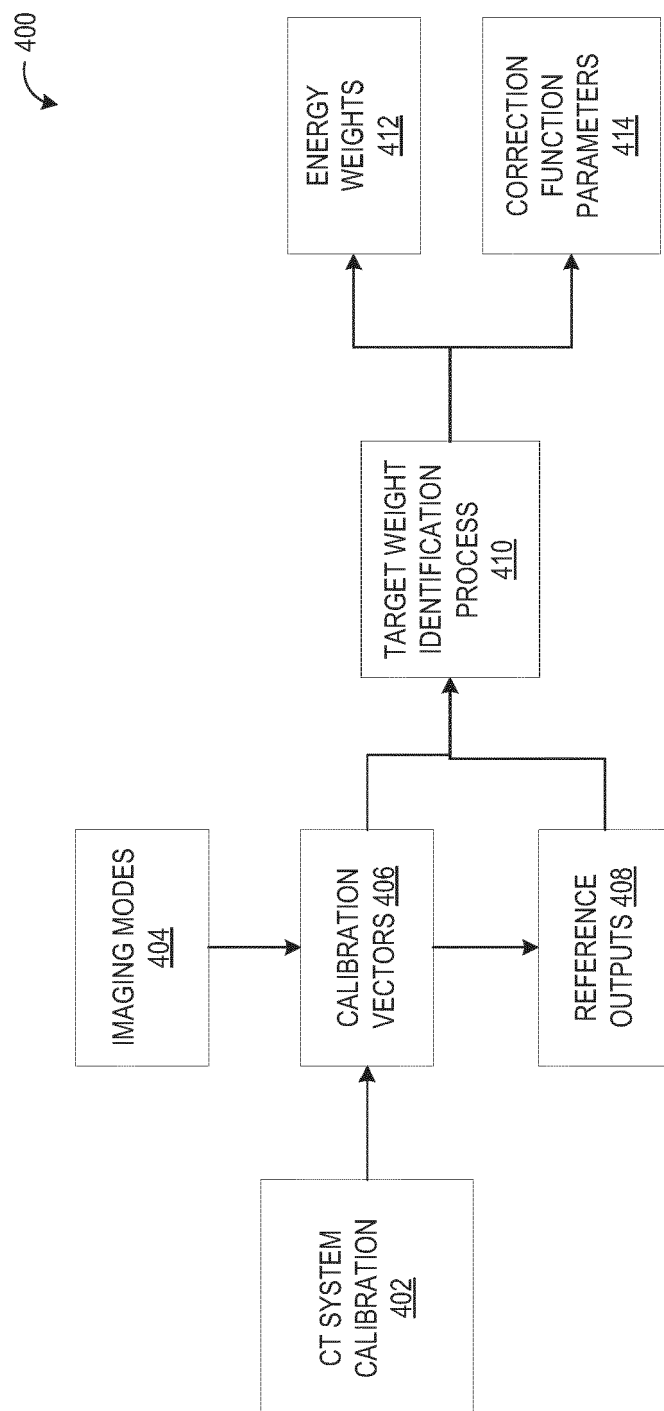 400
IMAGING MODES
404
CT SYSTEM
CALIBRATION
402
CALIBRATION
VECTORS 406
REFERENCE
OUTPUTS 408
TARGET WEIGHT
IDENTIFICATION
PROCESS
410
ENERGY
WEIGHTS
412
CORRECTION
FUNCTION
PARAMETERS
414